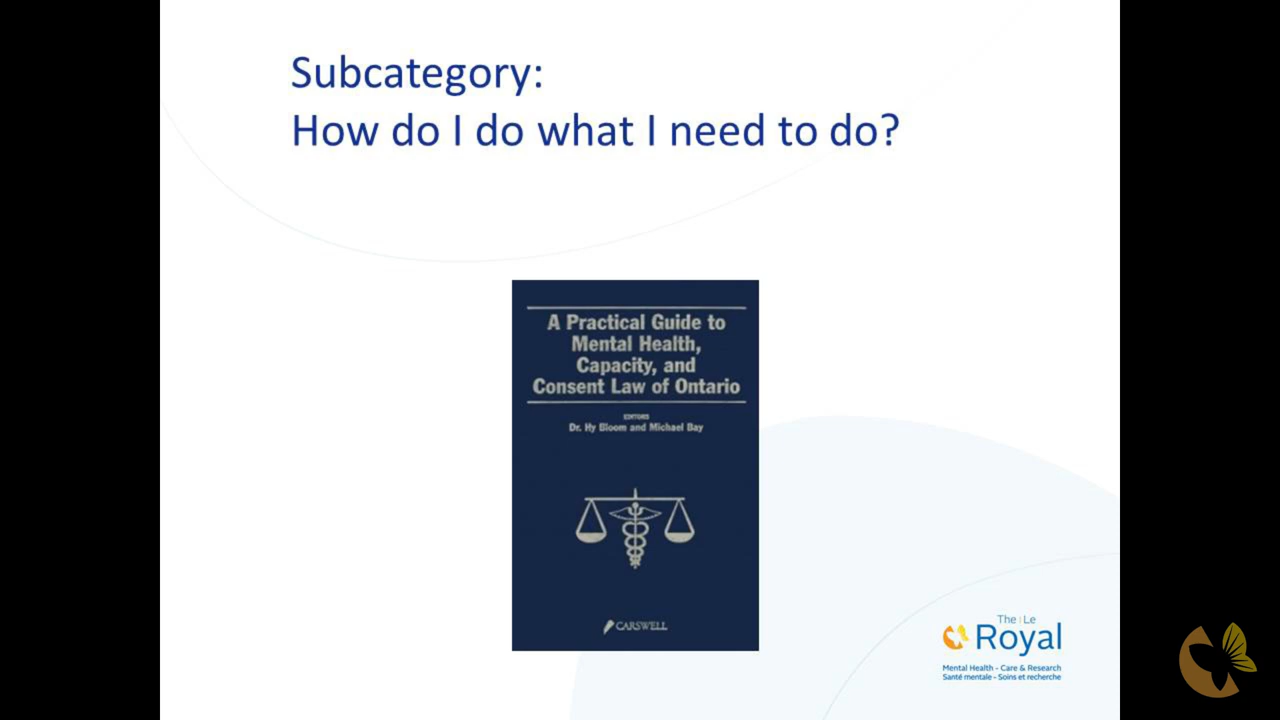 Subcategory:
How do I do what I need to do?
A Practical Guide to
Mental Health,
Capacity, and
Consent Law of Ontario
EDITORS
Dr. Hy Bloom and Michael Bay
CARSWELL
The Le
Royal
Mental Health - Care & Research
Santé mentale - Soins et recherche